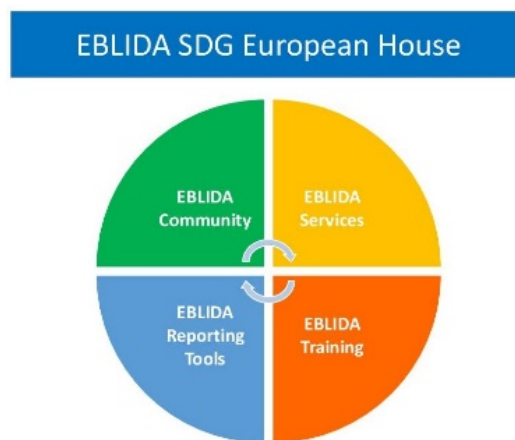 EBLIDA SDG European House
EBLIDA
Community
EBLIDA
Services
EBLIDA
Reporting
Tools
EBLIDA
Training